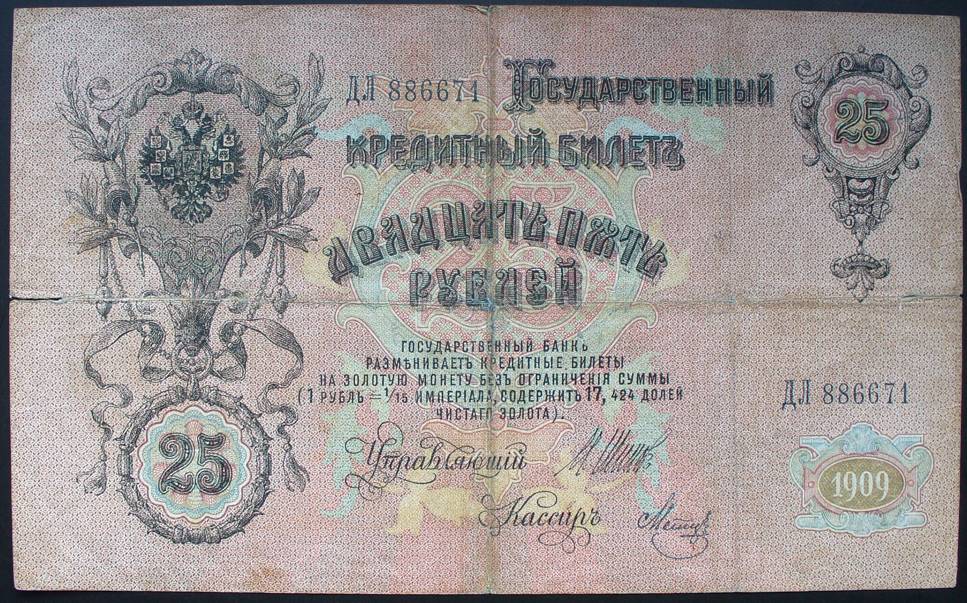 ДЛ 886671
Государственный
кредитный билетъ
двадцать пять
рублей
25
ГОСУДАРСТВЕННЫЙ БАНКЪ
РАЗМѢНИВАЕТЪ КРЕДИТНЫЕ БИЛЕТЫ
НА ЗОЛОТУЮ МОНЕТУ БЕЗЪ ОГРАНИЧЕНІЯ СУММЫ
(1 РУБЛЬ = 1/15 ИМПЕРІАЛА, СОДЕРЖИТЪ 17,424 ДОЛЕЙ
ЧИСТАГО ЗОЛОТА).
ДЛ 886671
25
Управляющій
Кассиръ
1909